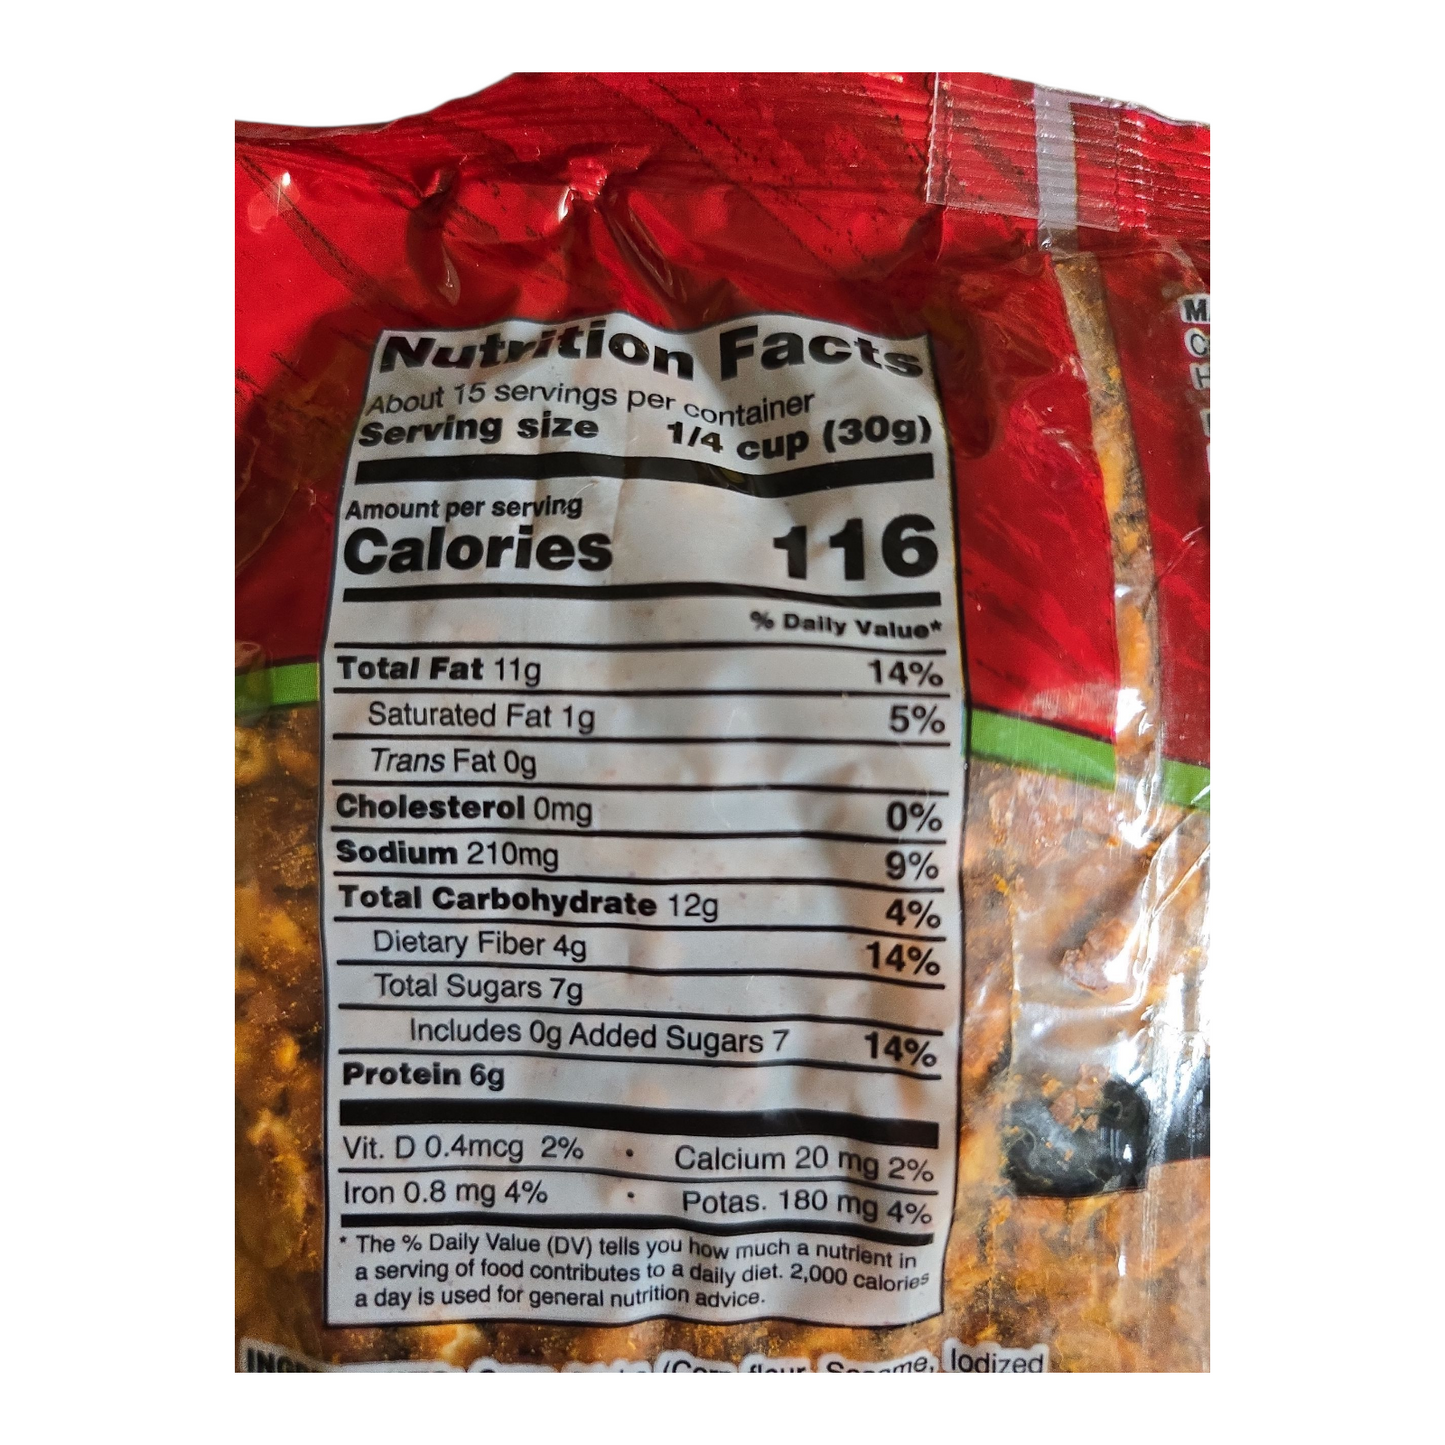 Nutrition Facts
About 15 servings per container
Serving size 1/4 cup (30g)
Amount per serving
Calories 116
% Daily Value*
Total Fat 11g 14%
Saturated Fat 1g 5%
Trans Fat 0g
Cholesterol 0mg 0%
Sodium 210mg 9%
Total Carbohydrate 12g 4%
Dietary Fiber 4g 14%
Total Sugars 7g
Includes 0g Added Sugars 7 14%
Protein 6g
Vit. D 0.4mcg 2% • Calcium 20 mg 2%
Iron 0.8 mg 4% • Potas. 180 mg 4%
* The % Daily Value (DV) tells you how much a nutrient in
a serving of food contributes to a daily diet. 2,000 calories
a day is used for general nutrition advice.
(Corn flour, Sesame, Iodized